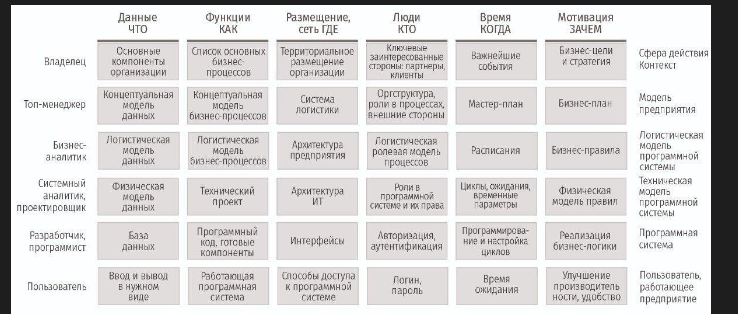 Данные
ЧТО
Функции
КАК
Размещение,
сеть ГДЕ
Люди
КТО
Время
КОГДА
Мотивация
ЗАЧЕМ
Владелец
Основные
компоненты
организации
Список основных
бизнес-
процессов
Территориальное
размещение
организации
Ключевые
заинтересованные
стороны: партнеры,
клиенты
Важнейшие
события
Бизнес-цели
и стратегия
Сфера действия
Контекст
Топ-менеджер
Концептуальная
модель
данных
Концептуальная
модель
бизнес-процессов
Система
логистики
Оргструктура,
роли в процессах,
внешние стороны
Мастер-план
Бизнес-план
Модель
предприятия
Бизнес-
аналитик
Логистическая
модель
данных
Логистическая
модель
бизнес-процессов
Архитектура
предприятия
Логистическая
ролевая модель
процессов
Расписания
Бизнес-правила
Логистическая
модель
программной
системы
Системный
аналитик,
проектировщик
Физическая
модель
данных
Технический
проект
Архитектура
ИТ
Роли в
программной
системе и их права
Циклы, ожидания,
временные
параметры
Физическая
модель правил
Техническая
модель
программной
системы
Разработчик,
программист
База
данных
Программный
код, готовые
компоненты
Интерфейсы
Авторизация,
аутентификация
Программирова-
ние и настройка
циклов
Реализация
бизнес-логики
Программная
система
Пользователь
Ввод и вывод
в нужном
виде
Работающая
программная
система
Способы доступа
к программной
системе
Логин,
пароль
Время
ожидания
Улучшение
производитель
ности, удобство
Пользователь,
работающее
предприятие